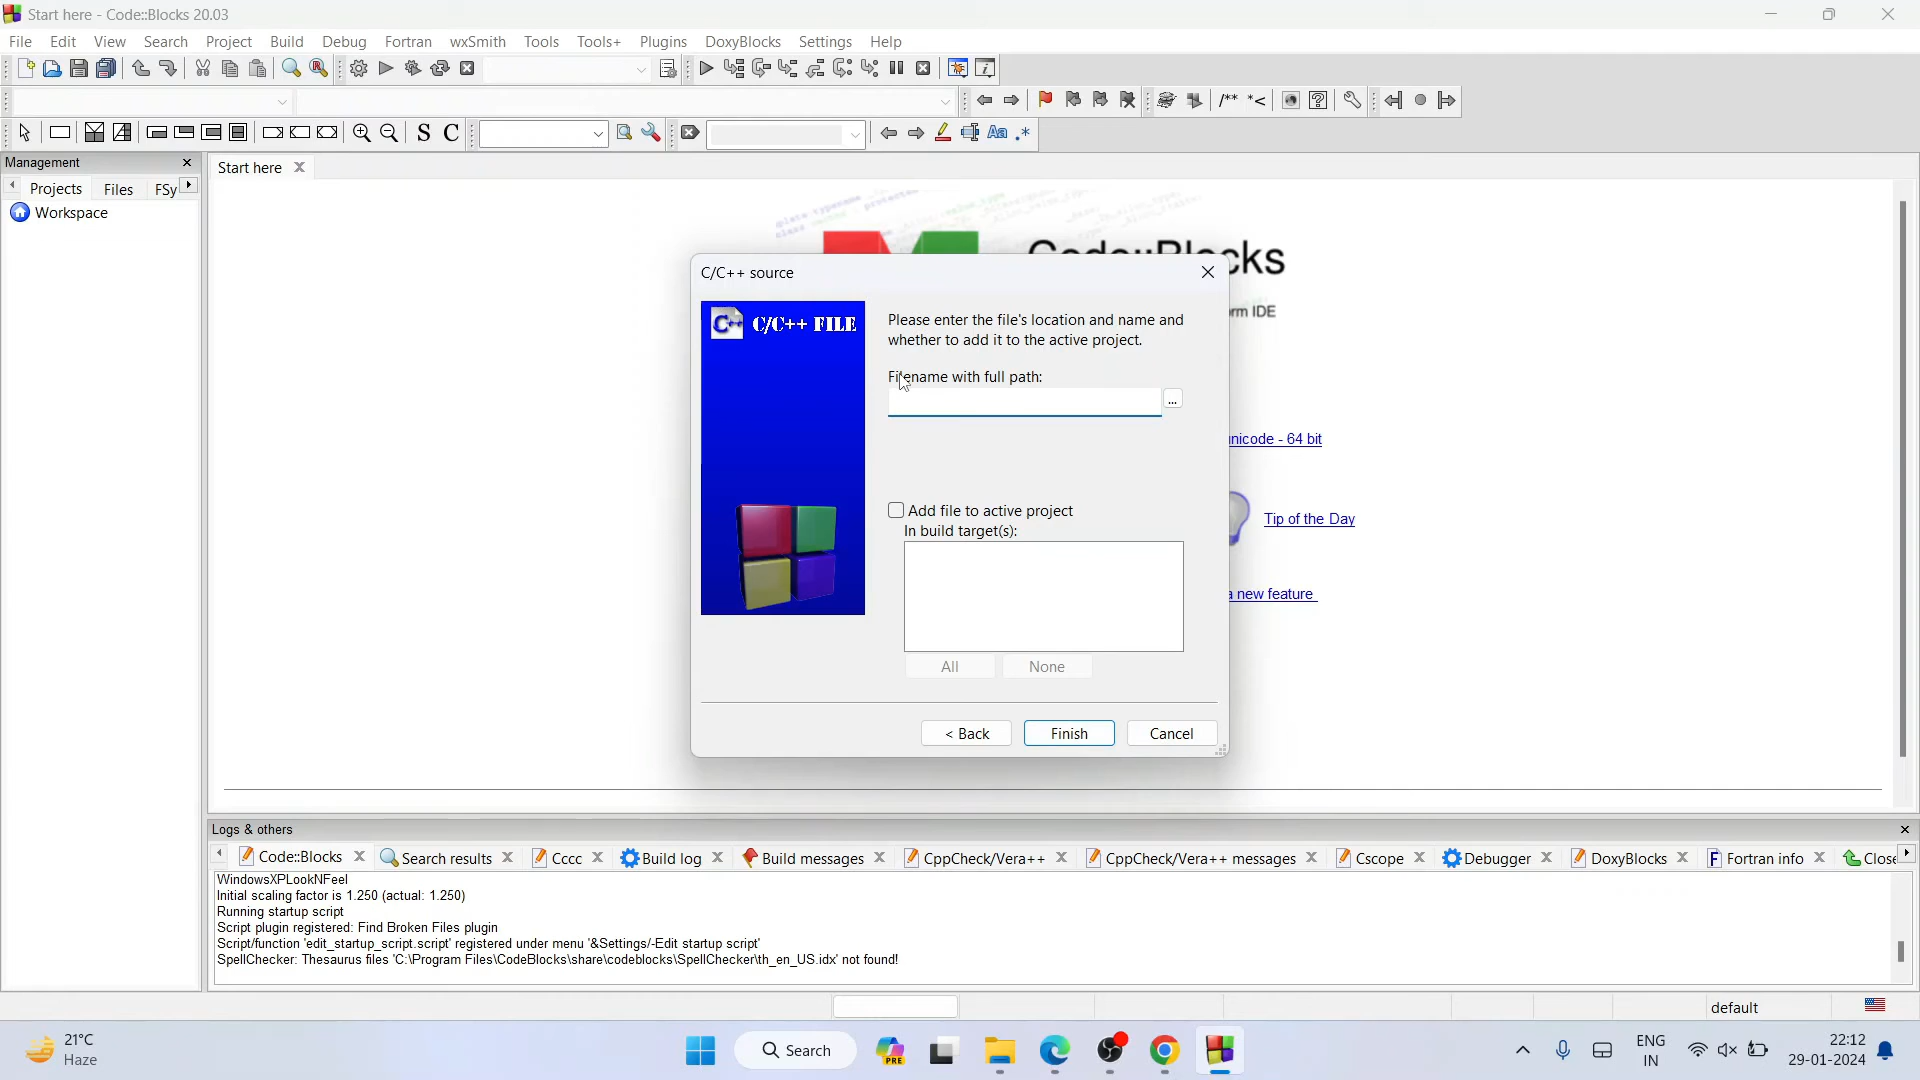 Start here - Code::Blocks 20.03
File Edit View Search Project Build Debug Fortran wxSmith Tools Tools+ Plugins DoxyBlocks Settings Help
/** *<
S C
Aa .*
Management
Projects Files FSy
Workspace
Start here
Code::Blocks
rm IDE
nicode - 64 bit
Tip of the Day
a new feature
C/C++ source
C++ C/C++ FILE
Please enter the file's location and name and
whether to add it to the active project.
Filename with full path:
...
Add file to active project
In build target(s):
All None
< Back Finish Cancel
Logs & others
Code::Blocks Search results Cccc Build log Build messages CppCheck/Vera++ CppCheck/Vera++ messages Cscope Debugger DoxyBlocks Fortran info Close
WindowsXPLookNFeel
Initial scaling factor is 1.250 (actual: 1.250)
Running startup script
Script plugin registered: Find Broken Files plugin
Script/function 'edit_startup_script.script' registered under menu '&Settings/-Edit startup script'
SpellChecker: Thesaurus files 'C:\Program Files\CodeBlocks\share\codeblocks\SpellChecker\th_en_US.idx' not found!
default
21°C
Haze
Search
PRE
ENG
IN
22:12
29-01-2024